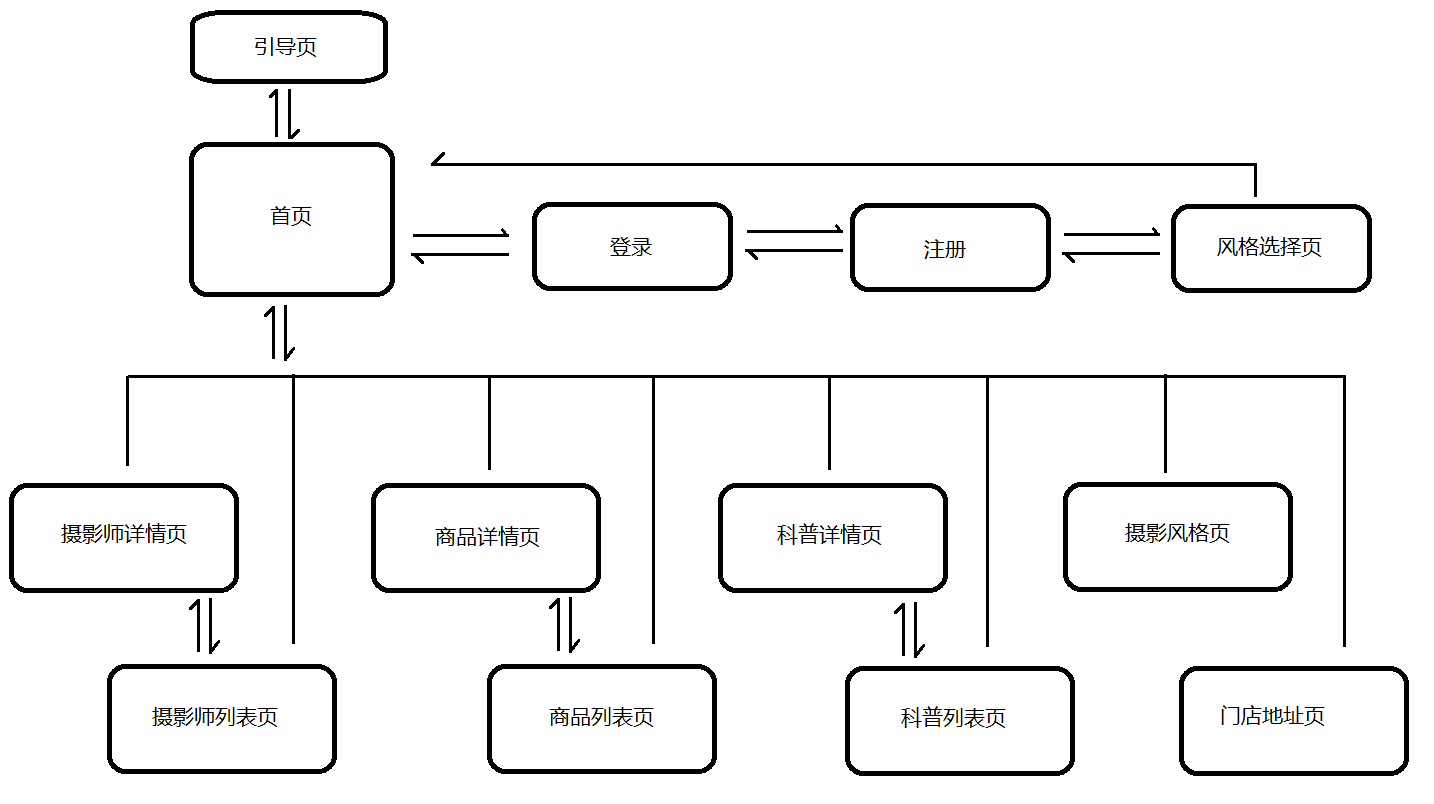 引导页
首页
登录
注册
风格选择页
摄影师详情页
商品详情页
科普详情页
摄影风格页
摄影师列表页
商品列表页
科普列表页
门店地址页